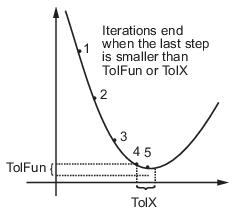 Iterations end
when the last step
is smaller than
TolFun or TolX
1
2
3
4 5
TolFun {
TolX